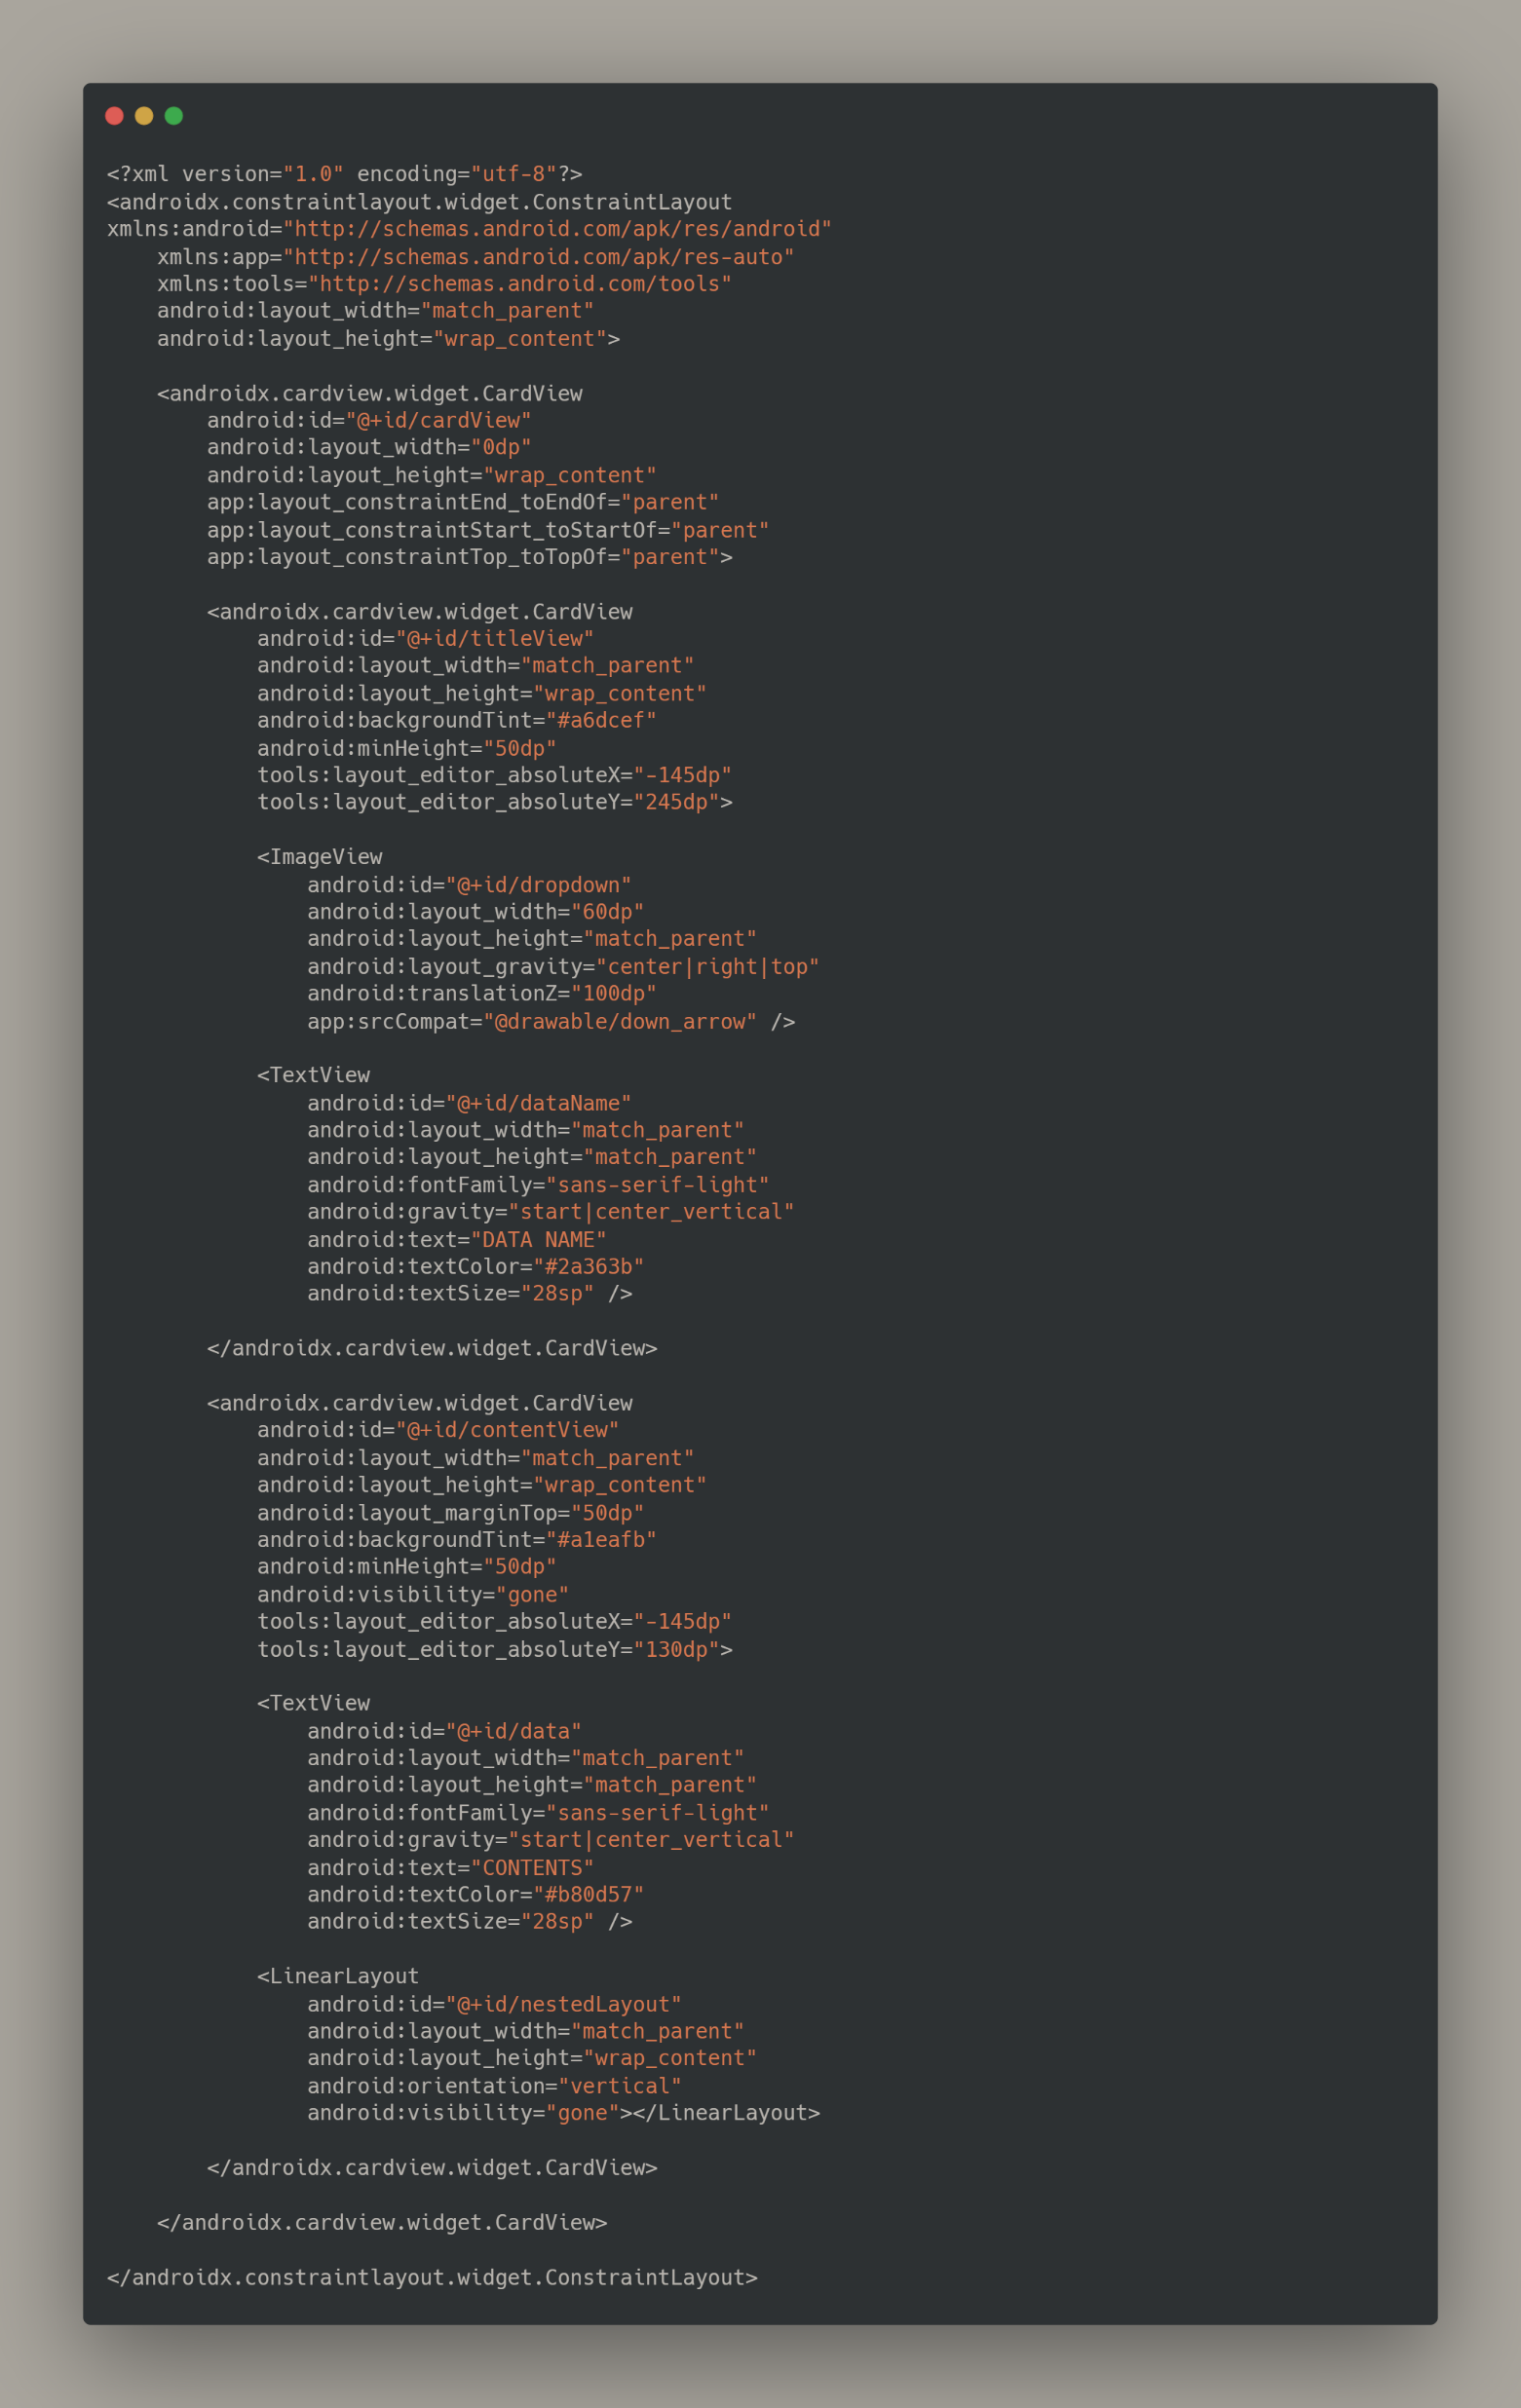 <?xml version="1.0" encoding="utf-8"?>
<androidx.constraintlayout.widget.ConstraintLayout
xmlns:android="http://schemas.android.com/apk/res/android"
    xmlns:app="http://schemas.android.com/apk/res-auto"
    xmlns:tools="http://schemas.android.com/tools"
    android:layout_width="match_parent"
    android:layout_height="wrap_content">

    <androidx.cardview.widget.CardView
        android:id="@+id/cardView"
        android:layout_width="0dp"
        android:layout_height="wrap_content"
        app:layout_constraintEnd_toEndOf="parent"
        app:layout_constraintStart_toStartOf="parent"
        app:layout_constraintTop_toTopOf="parent">

        <androidx.cardview.widget.CardView
            android:id="@+id/titleView"
            android:layout_width="match_parent"
            android:layout_height="wrap_content"
            android:backgroundTint="#a6dcef"
            android:minHeight="50dp"
            tools:layout_editor_absoluteX="-145dp"
            tools:layout_editor_absoluteY="245dp">

            <ImageView
                android:id="@+id/dropdown"
                android:layout_width="60dp"
                android:layout_height="match_parent"
                android:layout_gravity="center|right|top"
                android:translationZ="100dp"
                app:srcCompat="@drawable/down_arrow" />

            <TextView
                android:id="@+id/dataName"
                android:layout_width="match_parent"
                android:layout_height="match_parent"
                android:fontFamily="sans-serif-light"
                android:gravity="start|center_vertical"
                android:text="DATA NAME"
                android:textColor="#2a363b"
                android:textSize="28sp" />

        </androidx.cardview.widget.CardView>

        <androidx.cardview.widget.CardView
            android:id="@+id/contentView"
            android:layout_width="match_parent"
            android:layout_height="wrap_content"
            android:layout_marginTop="50dp"
            android:backgroundTint="#a1eafb"
            android:minHeight="50dp"
            android:visibility="gone"
            tools:layout_editor_absoluteX="-145dp"
            tools:layout_editor_absoluteY="130dp">

            <TextView
                android:id="@+id/data"
                android:layout_width="match_parent"
                android:layout_height="match_parent"
                android:fontFamily="sans-serif-light"
                android:gravity="start|center_vertical"
                android:text="CONTENTS"
                android:textColor="#b80d57"
                android:textSize="28sp" />

            <LinearLayout
                android:id="@+id/nestedLayout"
                android:layout_width="match_parent"
                android:layout_height="wrap_content"
                android:orientation="vertical"
                android:visibility="gone"></LinearLayout>

        </androidx.cardview.widget.CardView>

    </androidx.cardview.widget.CardView>

</androidx.constraintlayout.widget.ConstraintLayout>